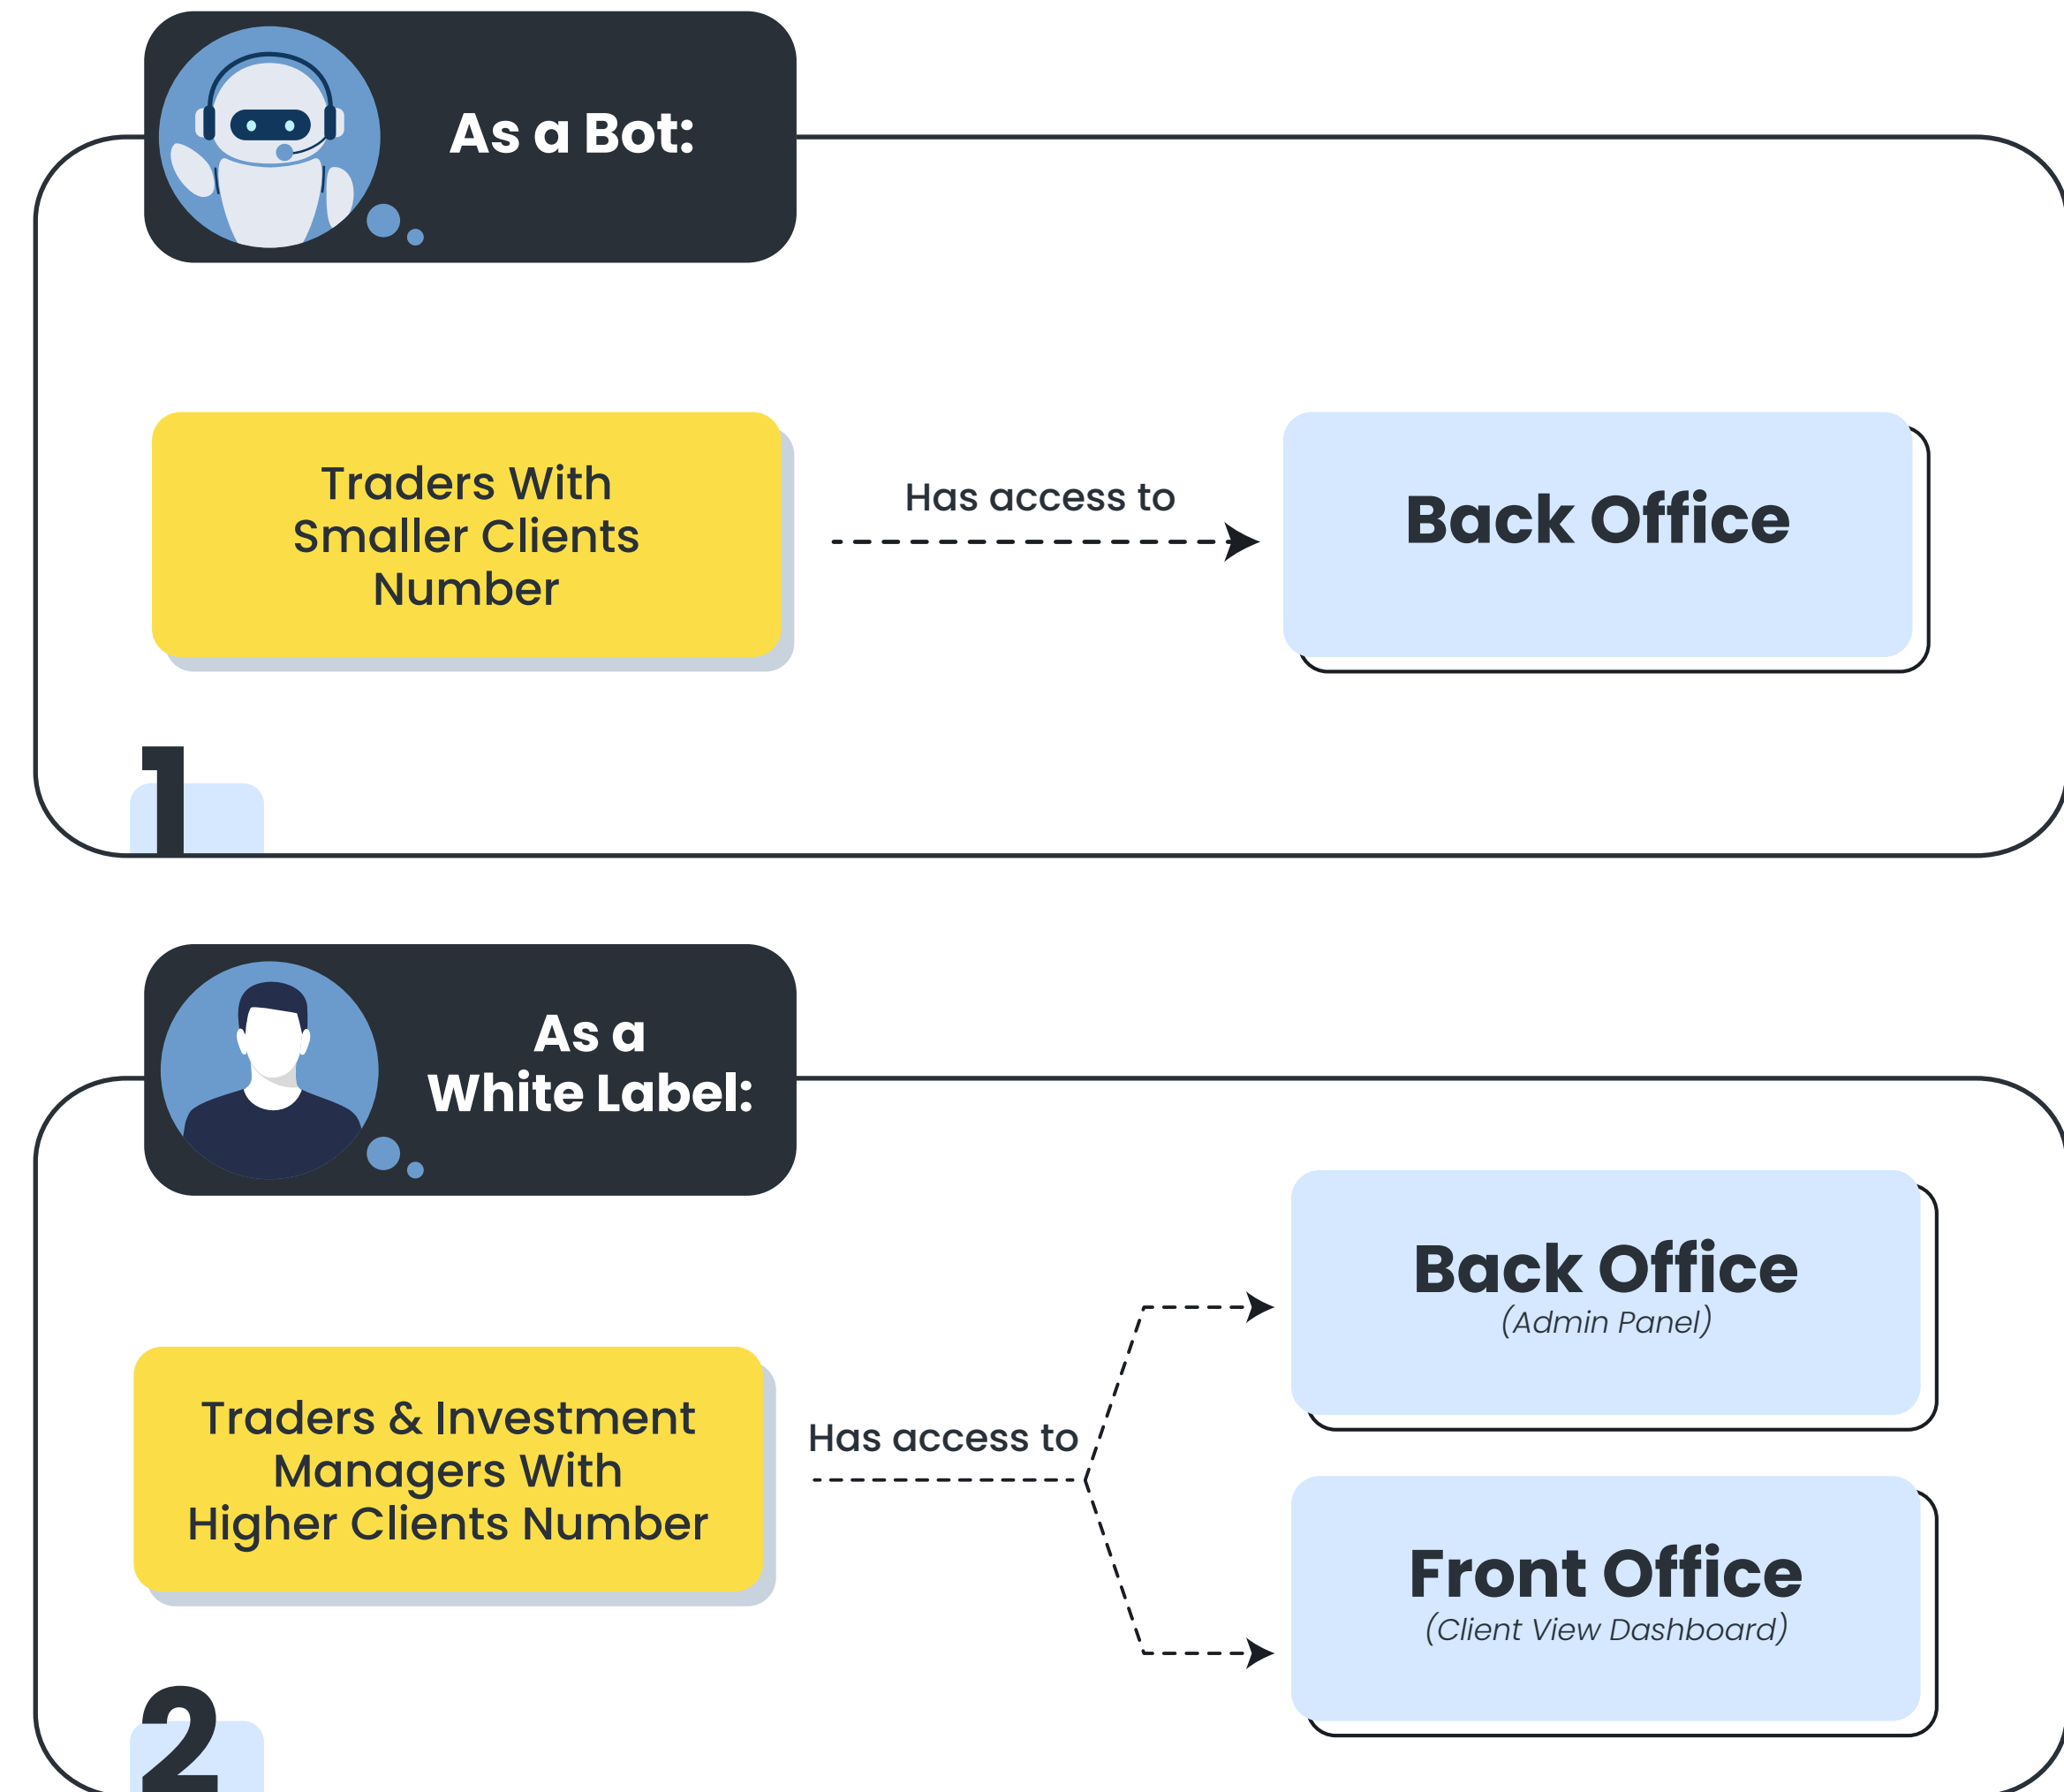 As a Bot:
Traders With
Smaller Clients
Number
Has access to
Back Office
1
As a
White Label:
Traders & Investment
Managers With
Higher Clients Number
Has access to
Back Office
(Admin Panel)
Front Office
(Client View Dashboard)
2